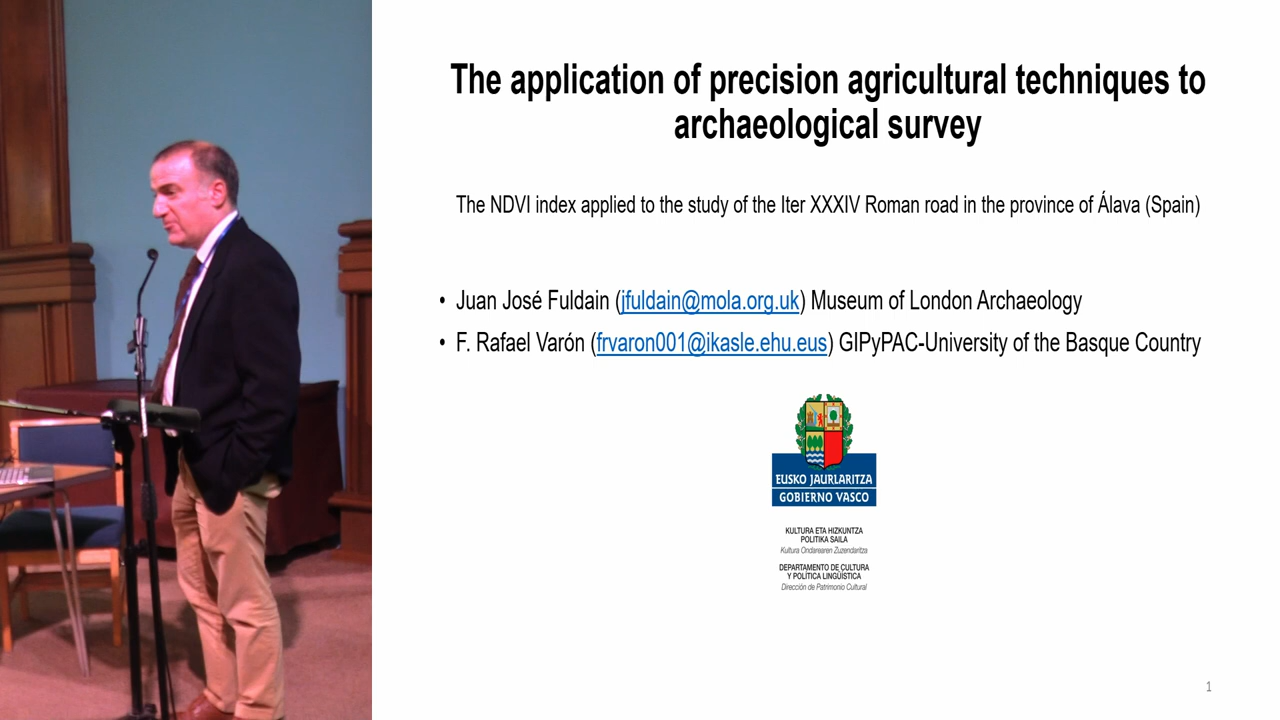 The application of precision agricultural techniques to
archaeological survey
The NDVI index applied to the study of the Iter XXXIV Roman road in the province of Álava (Spain)
• Juan José Fuldain (jfuldain@mola.org.uk) Museum of London Archaeology
• F. Rafael Varón (frvaron001@ikasle.ehu.eus) GIPyPAC-University of the Basque Country
EUSKO JAURLARITZA
GOBIERNO VASCO
KULTURA ETA HIZKUNTZA
POLITIKA SAILA
Kultura Ondarearen Zuzendaritza
DEPARTAMENTO DE CULTURA
Y POLÍTICA LINGÜÍSTICA
Dirección de Patrimonio Cultural
1